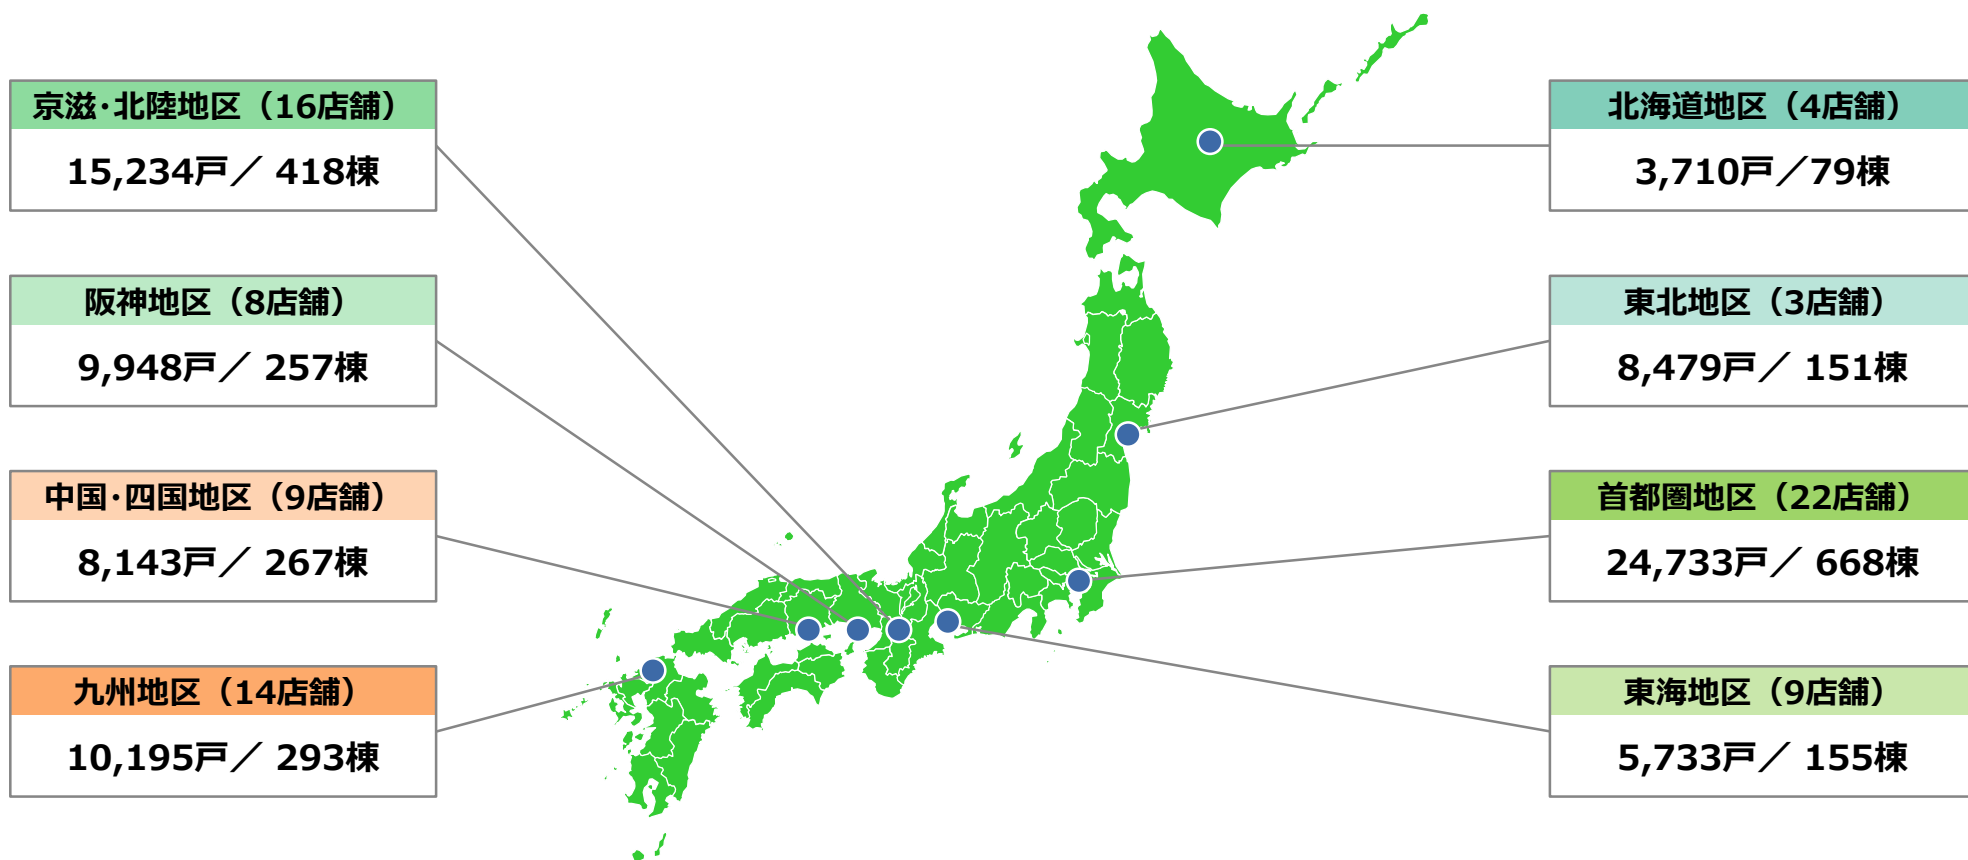 京滋･北陸地区（16店舗）
15,234戸／ 418棟
阪神地区（8店舗）
9,948戸／ 257棟
中国･四国地区（9店舗）
8,143戸／ 267棟
九州地区（14店舗）
10,195戸／ 293棟
北海道地区（4店舗）
3,710戸／79棟
東北地区（3店舗）
8,479戸／ 151棟
首都圏地区（22店舗）
24,733戸／ 668棟
東海地区（9店舗）
5,733戸／ 155棟